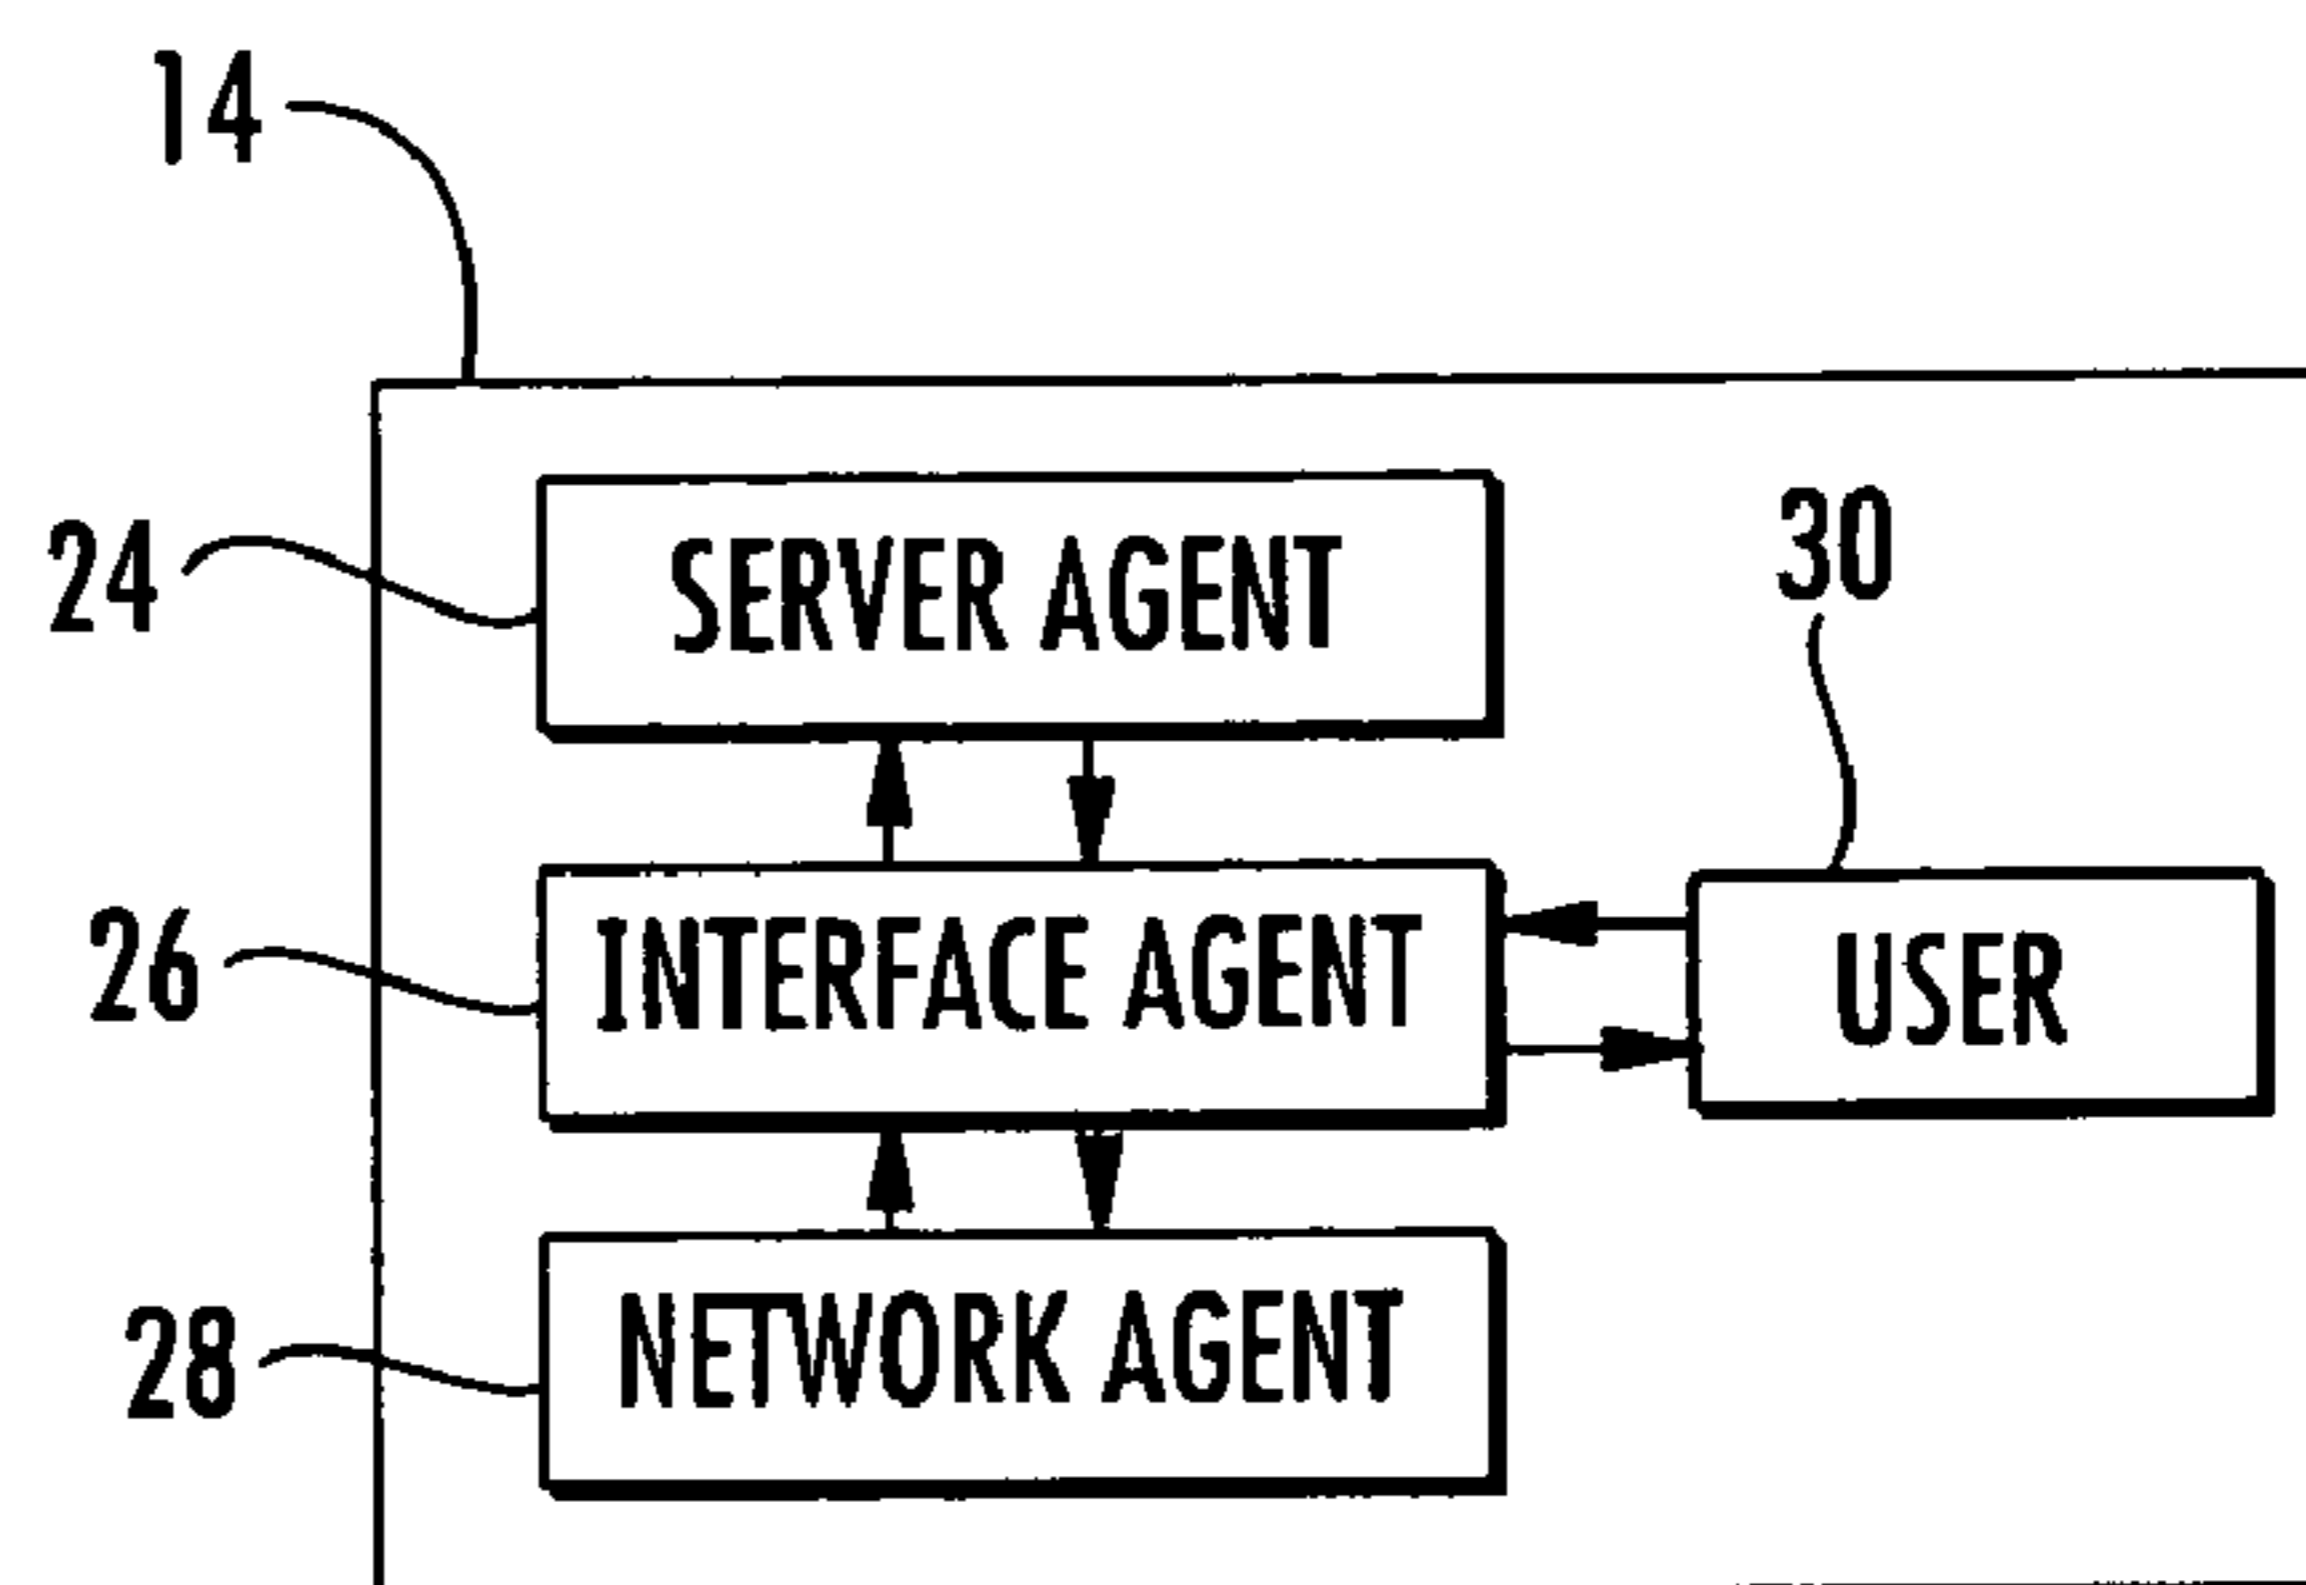 14
24
SERVER AGENT
30
26
INTERFACE AGENT
USER
28
NETWORK AGENT